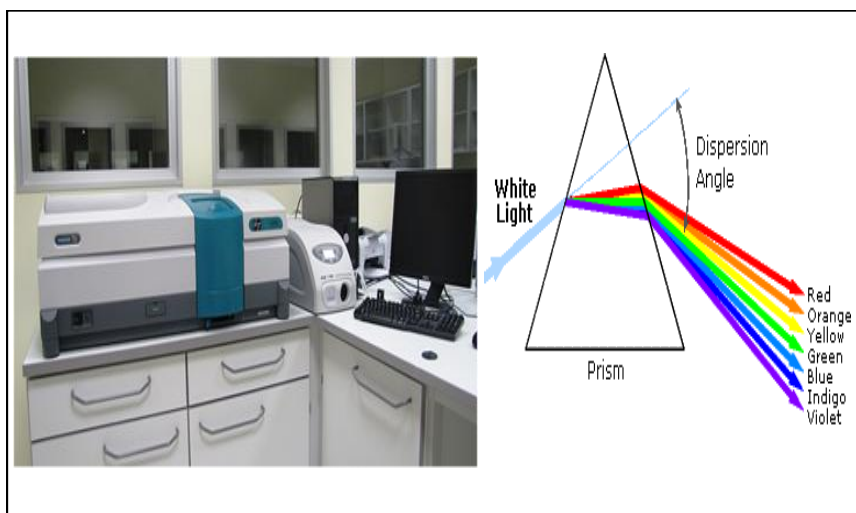 Dispersion
Angle
White
Light
Red
Orange
Yellow
Green
Blue
Indigo
Violet
Prism